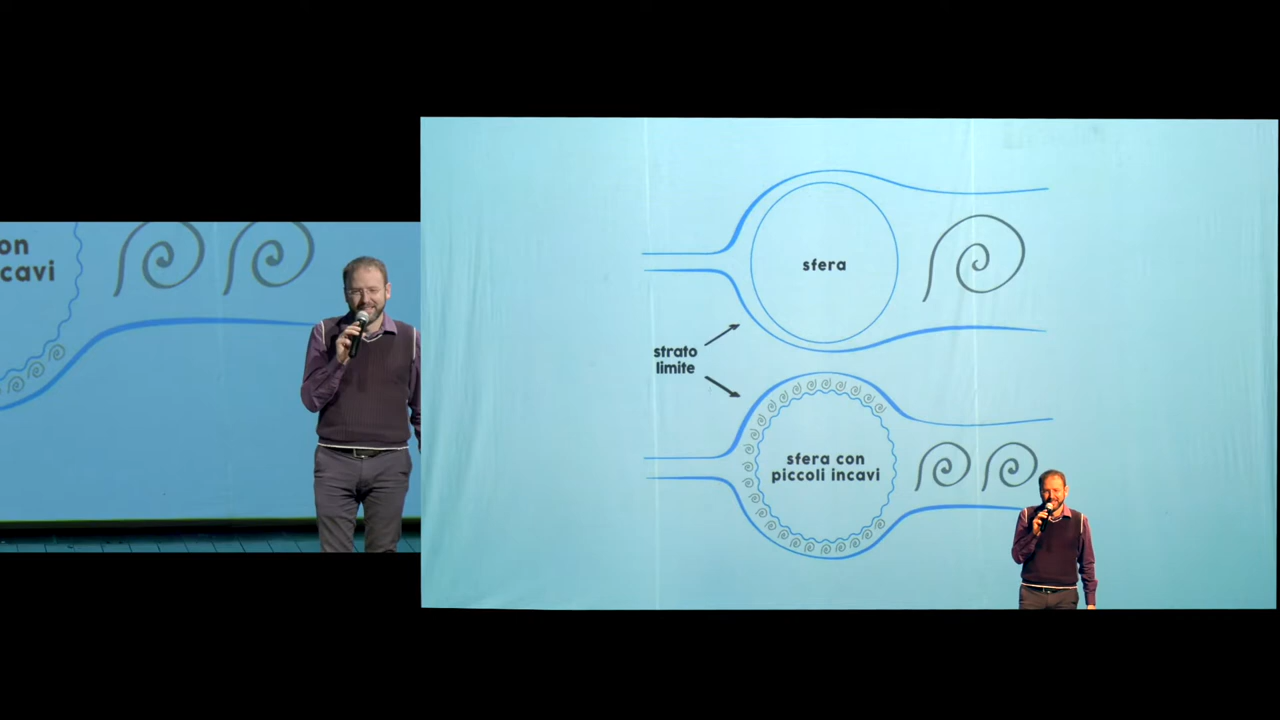 on
cavi
sfera
strato
limite
sfera con
piccoli incavi